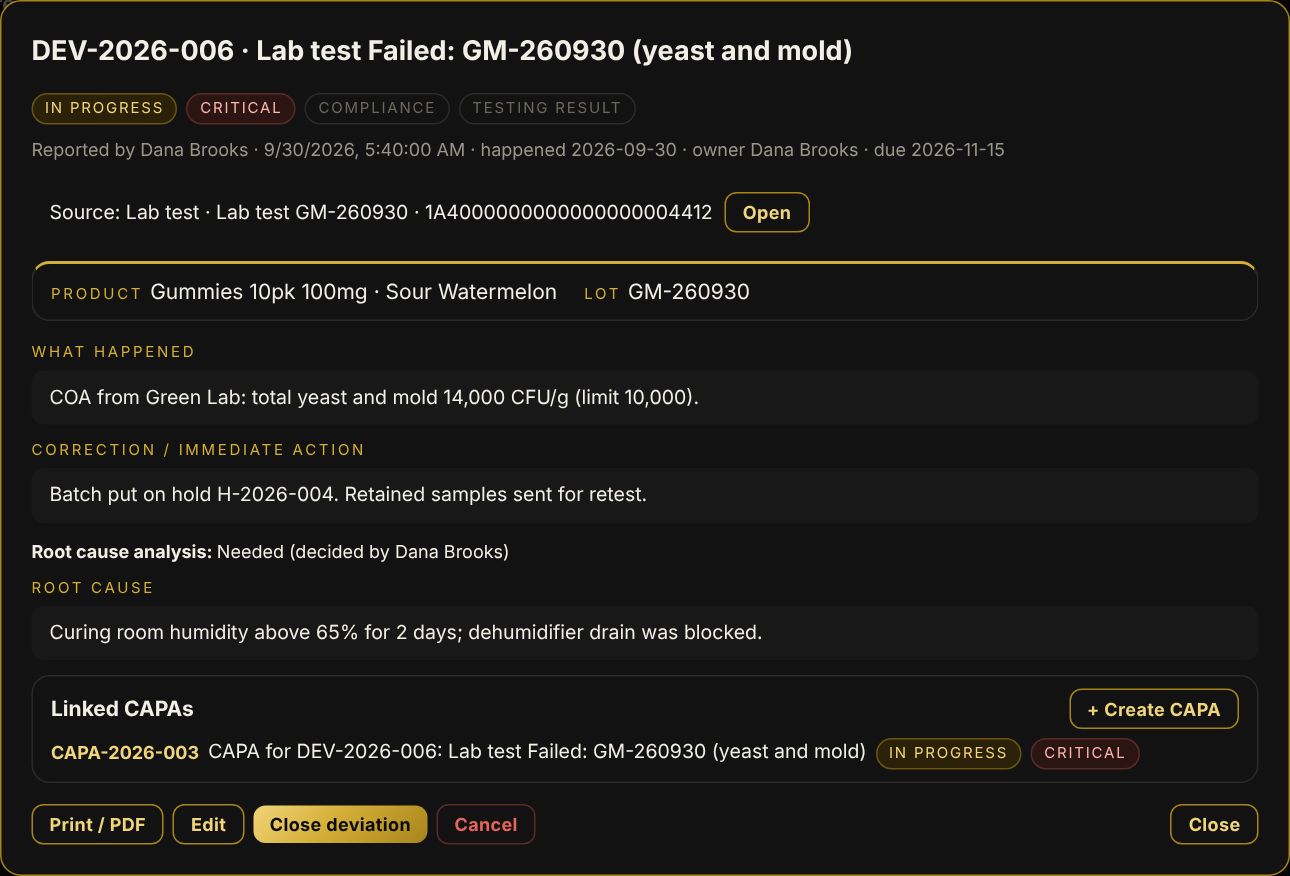 DEV-2026-006 · Lab test Failed: GM-260930 (yeast and mold)
IN PROGRESS CRITICAL COMPLIANCE TESTING RESULT
Reported by Dana Brooks · 9/30/2026, 5:40:00 AM · happened 2026-09-30 · owner Dana Brooks · due 2026-11-15
Source: Lab test · Lab test GM-260930 · 1A4000000000000000004412 Open
PRODUCT Gummies 10pk 100mg · Sour Watermelon LOT GM-260930
WHAT HAPPENED
COA from Green Lab: total yeast and mold 14,000 CFU/g (limit 10,000).
CORRECTION / IMMEDIATE ACTION
Batch put on hold H-2026-004. Retained samples sent for retest.
Root cause analysis: Needed (decided by Dana Brooks)
ROOT CAUSE
Curing room humidity above 65% for 2 days; dehumidifier drain was blocked.
Linked CAPAs + Create CAPA
CAPA-2026-003 CAPA for DEV-2026-006: Lab test Failed: GM-260930 (yeast and mold) IN PROGRESS CRITICAL
Print / PDF Edit Close deviation Cancel Close